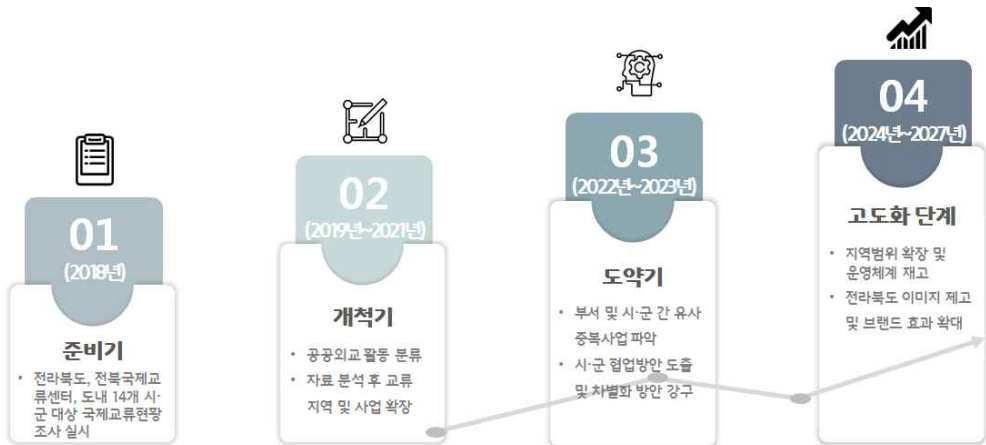 01
(2018년)
준비기
• 전라북도, 전북국제교
류센터, 도내 14개 시·
군 대상 국제교류현황
조사 실시
02
(2019년~2021년)
개척기
• 공공외교 활동 분류
• 자료 분석 후 교류
지역 및 사업 확장
03
(2022년~2023년)
도약기
• 부서 및 시·군 간 유사
중복사업 파악
• 시·군 협업방안 도출
및 차별화 방안 강구
04
(2024년~2027년)
고도화 단계
• 지역범위 확장 및
운영체계 재고
• 전라북도 이미지 제고
및 브랜드 효과 확대